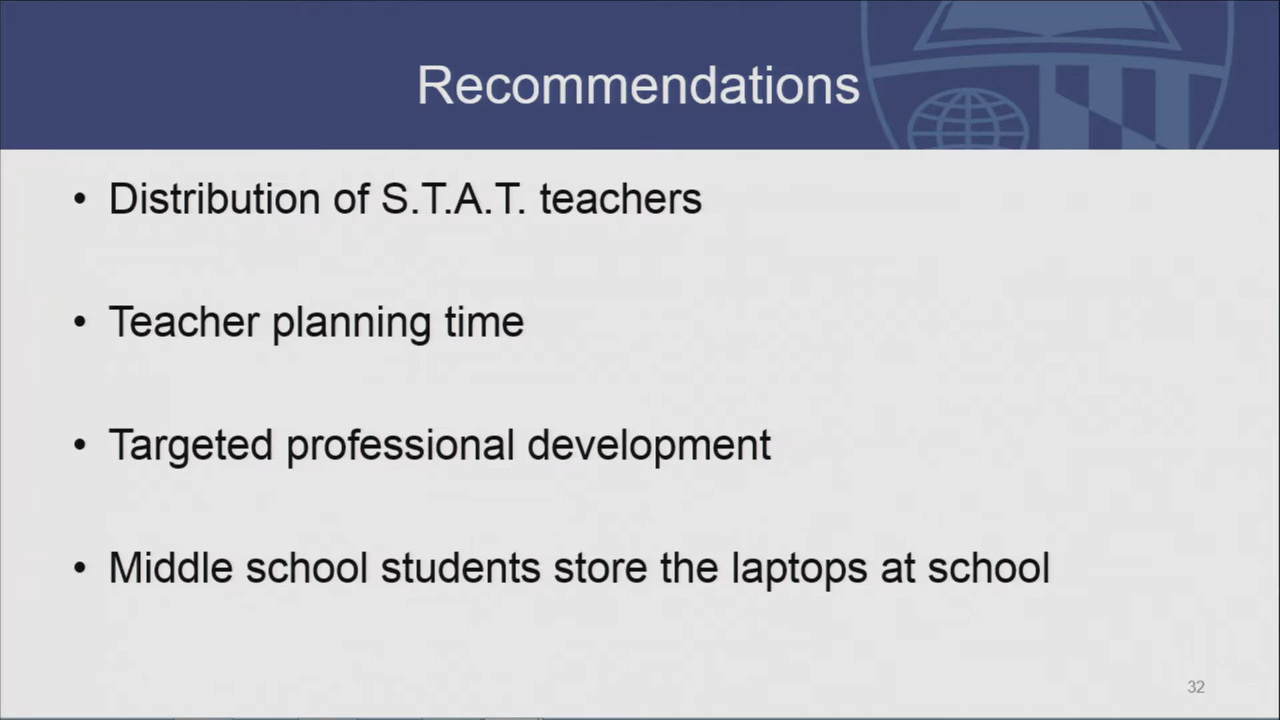 Recommendations
• Distribution of S.T.A.T. teachers
• Teacher planning time
• Targeted professional development
• Middle school students store the laptops at school
32